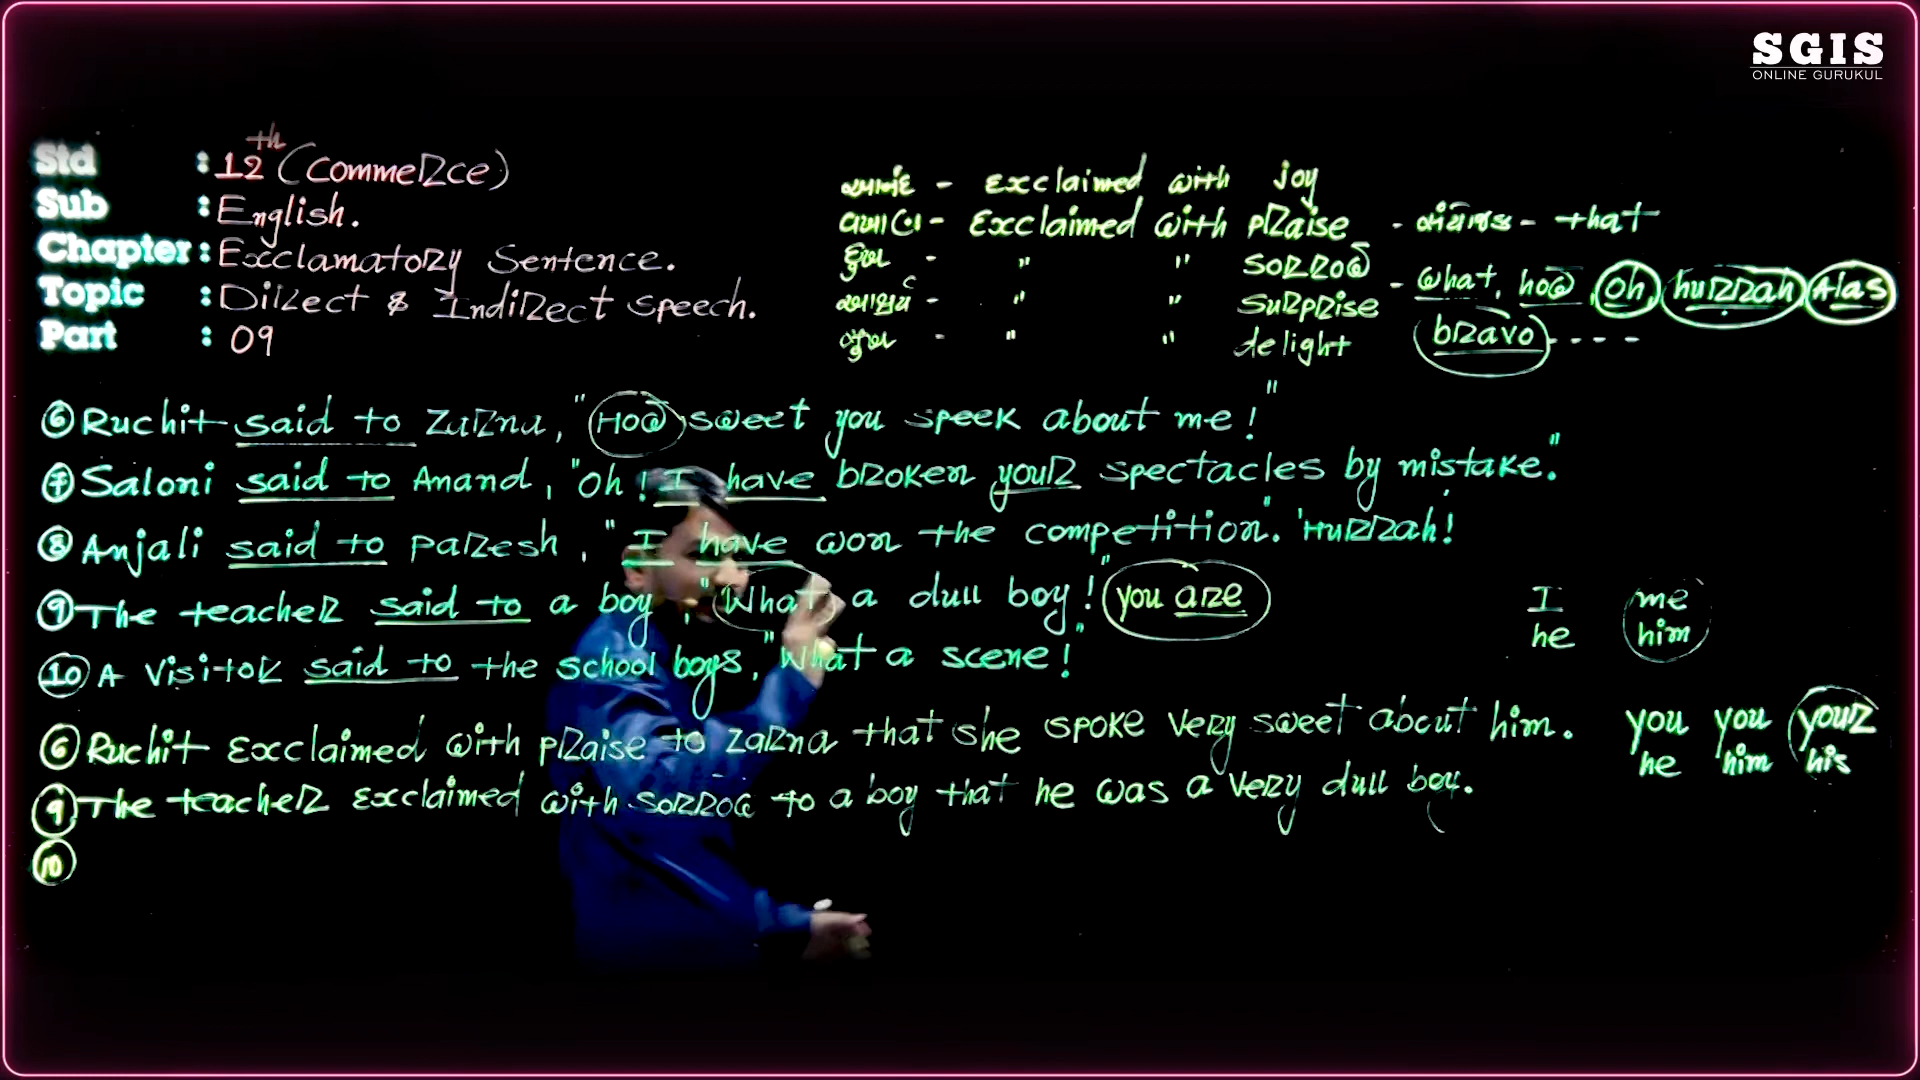 SGIS
ONLINE GURUKUL
Std : 12th (Commerce)
Sub : English.
Chapter : Exclamatory Sentence.
Topic : Direct & Indirect speech.
Part : 09
આનંદ - Exclaimed with joy
વખાણ - Exclaimed with praise - સંયોજક - that
દુઃખ - " " sorrow - what, how, oh, hurrah, Alas
આશ્ચર્ય - " " surprise
ખુશ - " " delight bravo - - - -
⑥ Ruchit said to Zarna, "How sweet you speek about me!"
⑦ Saloni said to Anand, "Oh! I have broken your spectacles by mistake."
⑧ Anjali said to Paresh, "I have won the competition". 'Hurrah!
⑨ The teacher said to a boy, "What a dull boy!" you are
⑩ A visitor said to the school boys, "What a scene!"
I me
he him
⑥ Ruchit exclaimed with praise to Zarna that she spoke very sweet about him.
you you your
he him his
⑨ The teacher exclaimed with sorrow to a boy that he was a very dull boy.
⑩